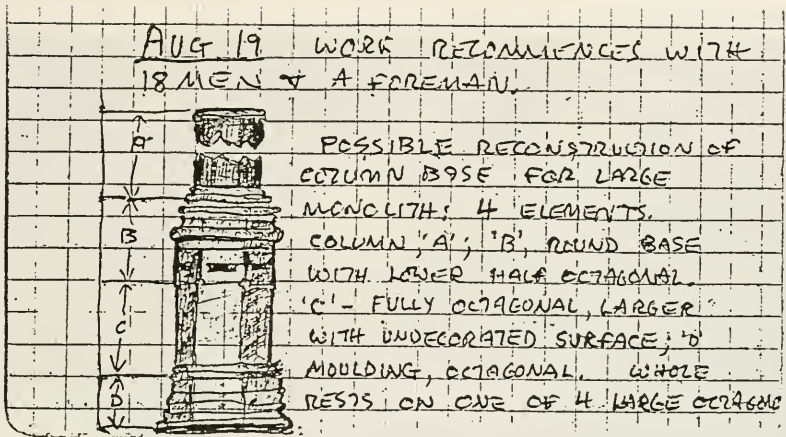 AUG 19 WORK RECOMMENCES WITH
18 MEN & A FOREMAN.
POSSIBLE RECONSTRUCTION OF
COLUMN BASE FOR LARGE
MONOLITH; 4 ELEMENTS.
COLUMN, 'A'; 'B', ROUND BASE
WITH LOWER HALF OCTAGONAL.
'C' - FULLY OCTAGONAL, LARGER
WITH UNDECORATED SURFACE; 'D'
MOULDING, OCTAGONAL. WHOLE
RESTS ON ONE OF 4 LARGE OCTAGONO
A
B
C
D